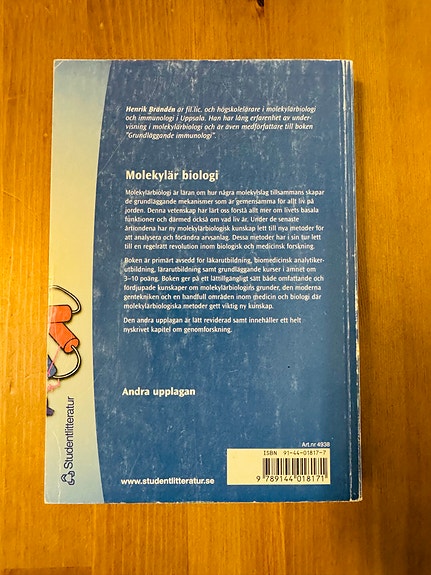 Henrik Brändén är fil.lic. och högskolelärare i molekylärbiologi
och immunologi i Uppsala. Han har lång erfarenhet av under-
visning i molekylärbiologi och är även medförfattare till boken
"Grundläggande immunologi".
Molekylär biologi
Molekylärbiologi är läran om hur några molekylslag tillsammans skapar
de grundläggande mekanismer som är gemensamma för allt liv på
jorden. Denna vetenskap har lärt oss förstå allt mer om livets basala
funktioner och därmed också om vad liv är. Under de senaste
årtiondena har ny molekylärbiologisk kunskap lett till nya metoder för
att analysera och förändra arvsanlag. Dessa metoder har i sin tur lett
till en regelrätt revolution inom biologisk och medicinsk forskning.
Boken är primärt avsedd för läkarutbildning, biomedicinsk analytiker-
utbildning, lärarutbildning samt grundläggande kurser i ämnet om
3–10 poäng. Boken ger på ett lättillgängligt sätt både omfattande och
fördjupade kunskaper om molekylärbiologins grunder, den moderna
gentekniken och en handfull områden inom medicin och biologi där
molekylärbiologiska metoder gett viktig ny kunskap.
Den andra upplagan är lätt reviderad samt innehåller ett helt
nyskrivet kapitel om genomforskning.
Andra upplagan
Studentlitteratur
Art.nr 4938
ISBN 91-44-01817-7
9 789144 018171
www.studentlitteratur.se